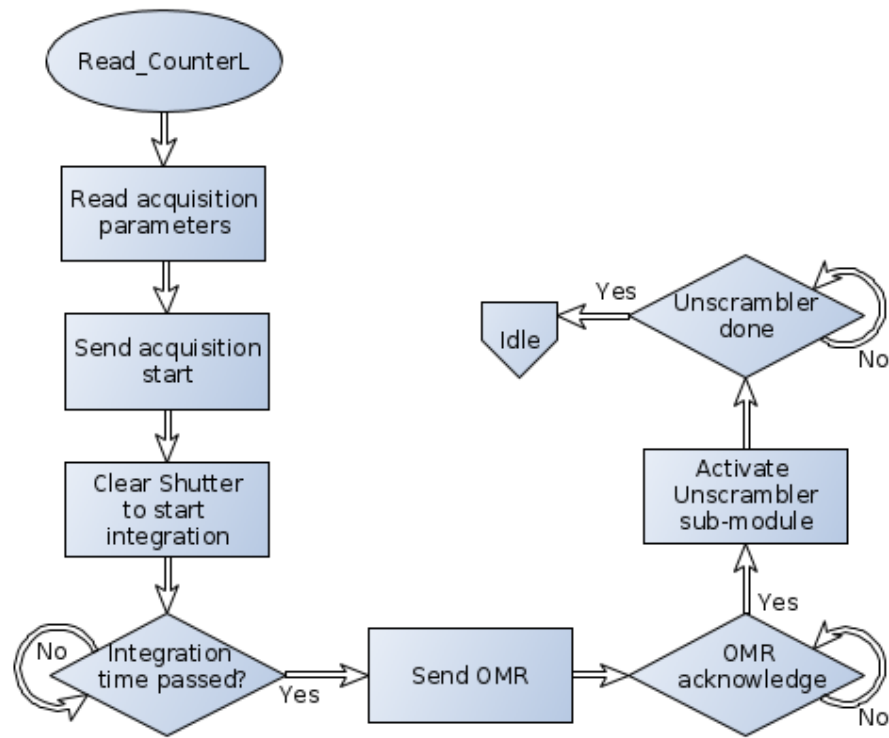 Read_CounterL
Read acquisition
parameters
Send acquisition
start
Clear Shutter
to start
integration
Integration
time passed?
No
Yes
Send OMR
OMR
acknowledge
No
Yes
Activate
Unscrambler
sub-module
Unscrambler
done
No
Yes
Idle